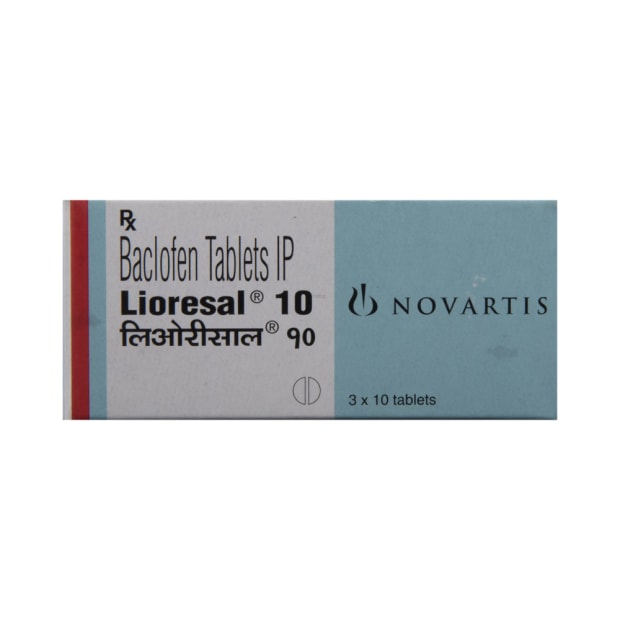 Rx
Baclofen Tablets IP
Lioresal® 10
लिओरीसाल® १०
NOVARTIS
3 x 10 tablets